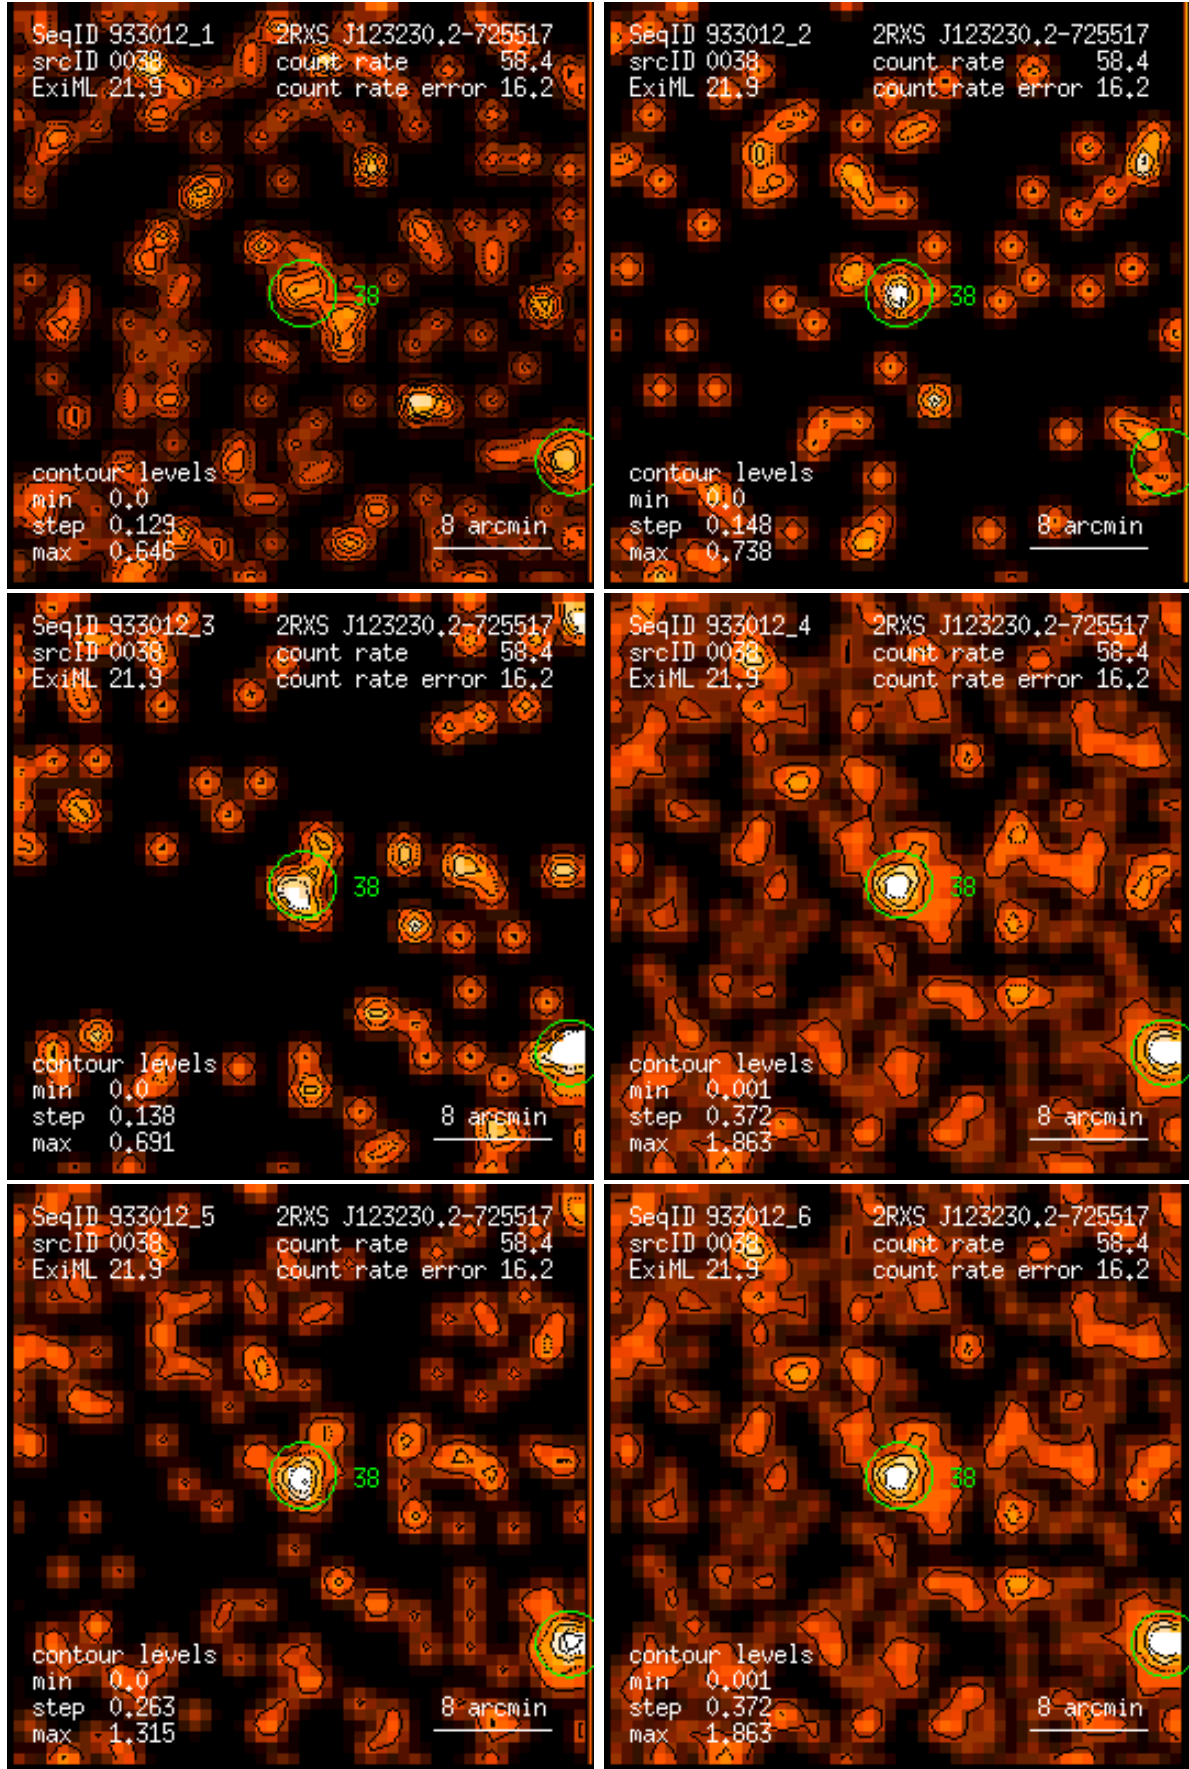 SeqID 933012_1 2RXS J123230.2-725517
srcID 0038 count rate 58.4
ExiML 21.9 count rate error 16.2
38
contour levels
min 0.0
step 0.129 8 arcmin
max 0.646
SeqID 933012_2 2RXS J123230.2-725517
srcID 0038 count rate 58.4
ExiML 21.9 count rate error 16.2
38
contour levels
min 0.0
step 0.148 8 arcmin
max 0.738
SeqID 933012_3 2RXS J123230.2-725517
srcID 0038 count rate 58.4
ExiML 21.9 count rate error 16.2
38
contour levels
min 0.0
step 0.138 8 arcmin
max 0.691
SeqID 933012_4 2RXS J123230.2-725517
srcID 0038 count rate 58.4
ExiML 21.9 count rate error 16.2
38
contour levels
min 0.001
step 0.372 8 arcmin
max 1.863
SeqID 933012_5 2RXS J123230.2-725517
srcID 0038 count rate 58.4
ExiML 21.9 count rate error 16.2
38
contour levels
min 0.0
step 0.263 8 arcmin
max 1.315
SeqID 933012_6 2RXS J123230.2-725517
srcID 0038 count rate 58.4
ExiML 21.9 count rate error 16.2
38
contour levels
min 0.001
step 0.372 8 arcmin
max 1.863